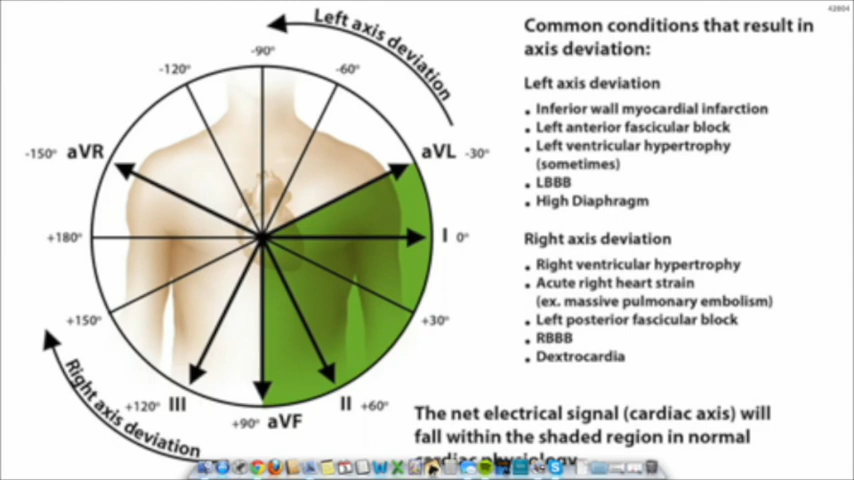 42604
Left axis deviation
-90°
-120°
-60°
-150° aVR
aVL -30°
+180°
I 0°
+150°
+30°
+120° III
II +60°
+90° aVF
Right axis deviation
Common conditions that result in
axis deviation:
Left axis deviation
• Inferior wall myocardial infarction
• Left anterior fascicular block
• Left ventricular hypertrophy
(sometimes)
• LBBB
• High Diaphragm
Right axis deviation
• Right ventricular hypertrophy
• Acute right heart strain
(ex. massive pulmonary embolism)
• Left posterior fascicular block
• RBBB
• Dextrocardia
The net electrical signal (cardiac axis) will
fall within the shaded region in normal
cardiac physiology